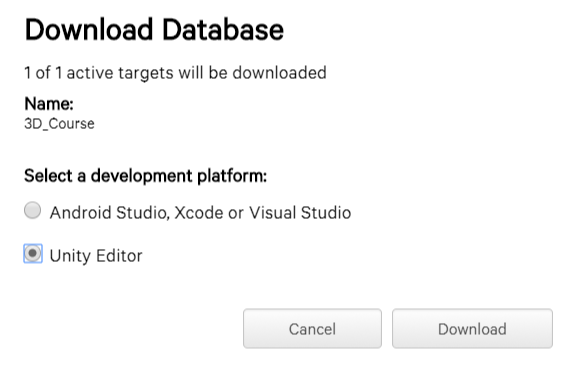 Download Database
1 of 1 active targets will be downloaded
Name:
3D_Course
Select a development platform:
Android Studio, Xcode or Visual Studio
Unity Editor
Cancel
Download